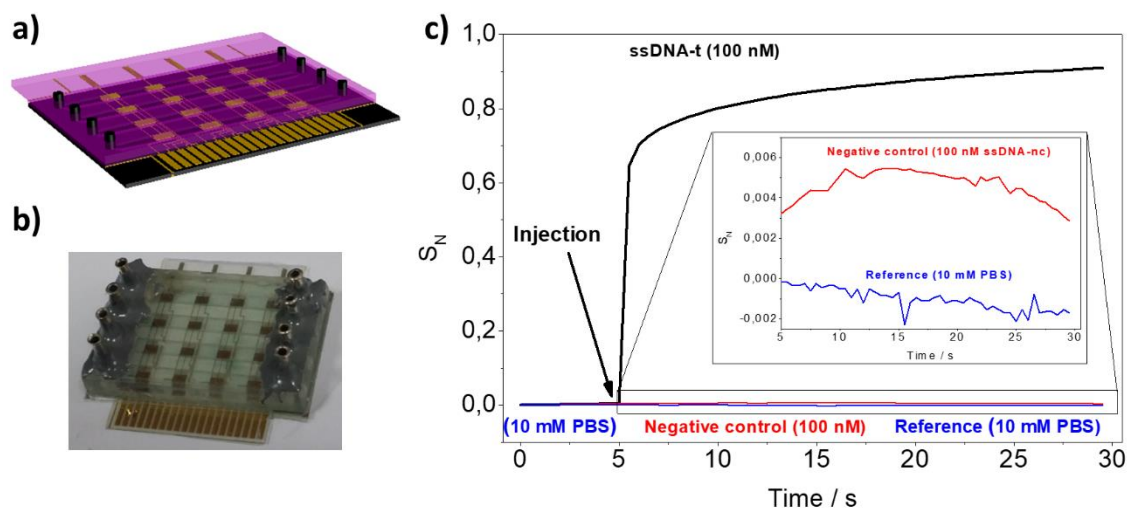 a)
b)
c)
1,0
0,8
0,6
0,4
0,2
0,0
S_N
ssDNA-t (100 nM)
Injection
(10 mM PBS)
Negative control (100 nM)
Reference (10 mM PBS)
0
5
10
15
20
25
30
Time / s
0,006
0,004
0,002
0,000
-0,002
S_N
Negative control (100 nM ssDNA-nc)
Reference (10 mM PBS)
5
10
15
20
25
30
Time / s